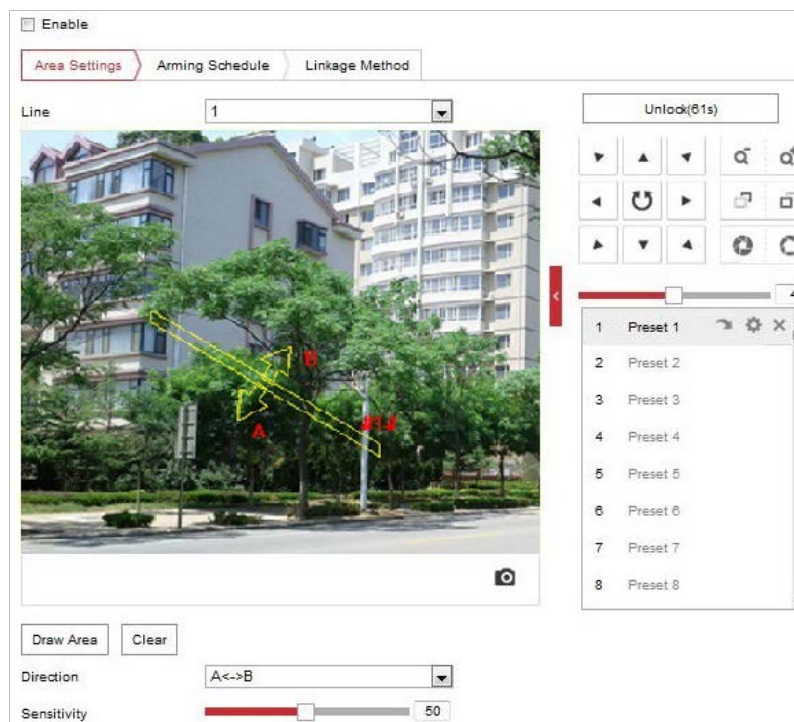 Enable
Area Settings
Arming Schedule
Linkage Method
Line
1
Unlock(61s)
B
A
#1#
4
1 Preset 1
2 Preset 2
3 Preset 3
4 Preset 4
5 Preset 5
6 Preset 6
7 Preset 7
8 Preset 8
Draw Area
Clear
Direction
A<->B
Sensitivity
50